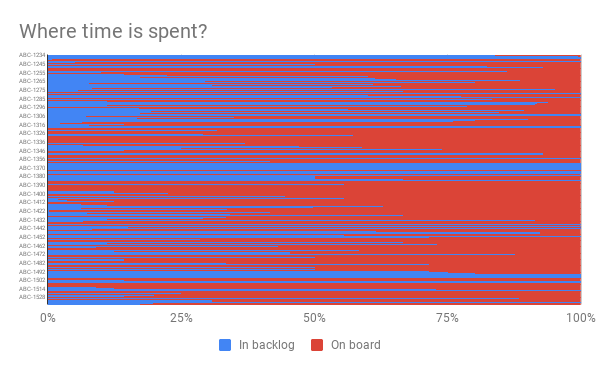 Where time is spent?
ABC-1234
ABC-1245
ABC-1255
ABC-1265
ABC-1275
ABC-1285
ABC-1296
ABC-1306
ABC-1316
ABC-1326
ABC-1336
ABC-1346
ABC-1356
ABC-1370
ABC-1380
ABC-1390
ABC-1400
ABC-1412
ABC-1422
ABC-1432
ABC-1442
ABC-1452
ABC-1462
ABC-1472
ABC-1482
ABC-1492
ABC-1502
ABC-1514
ABC-1528
0% 25% 50% 75% 100%
In backlog On board